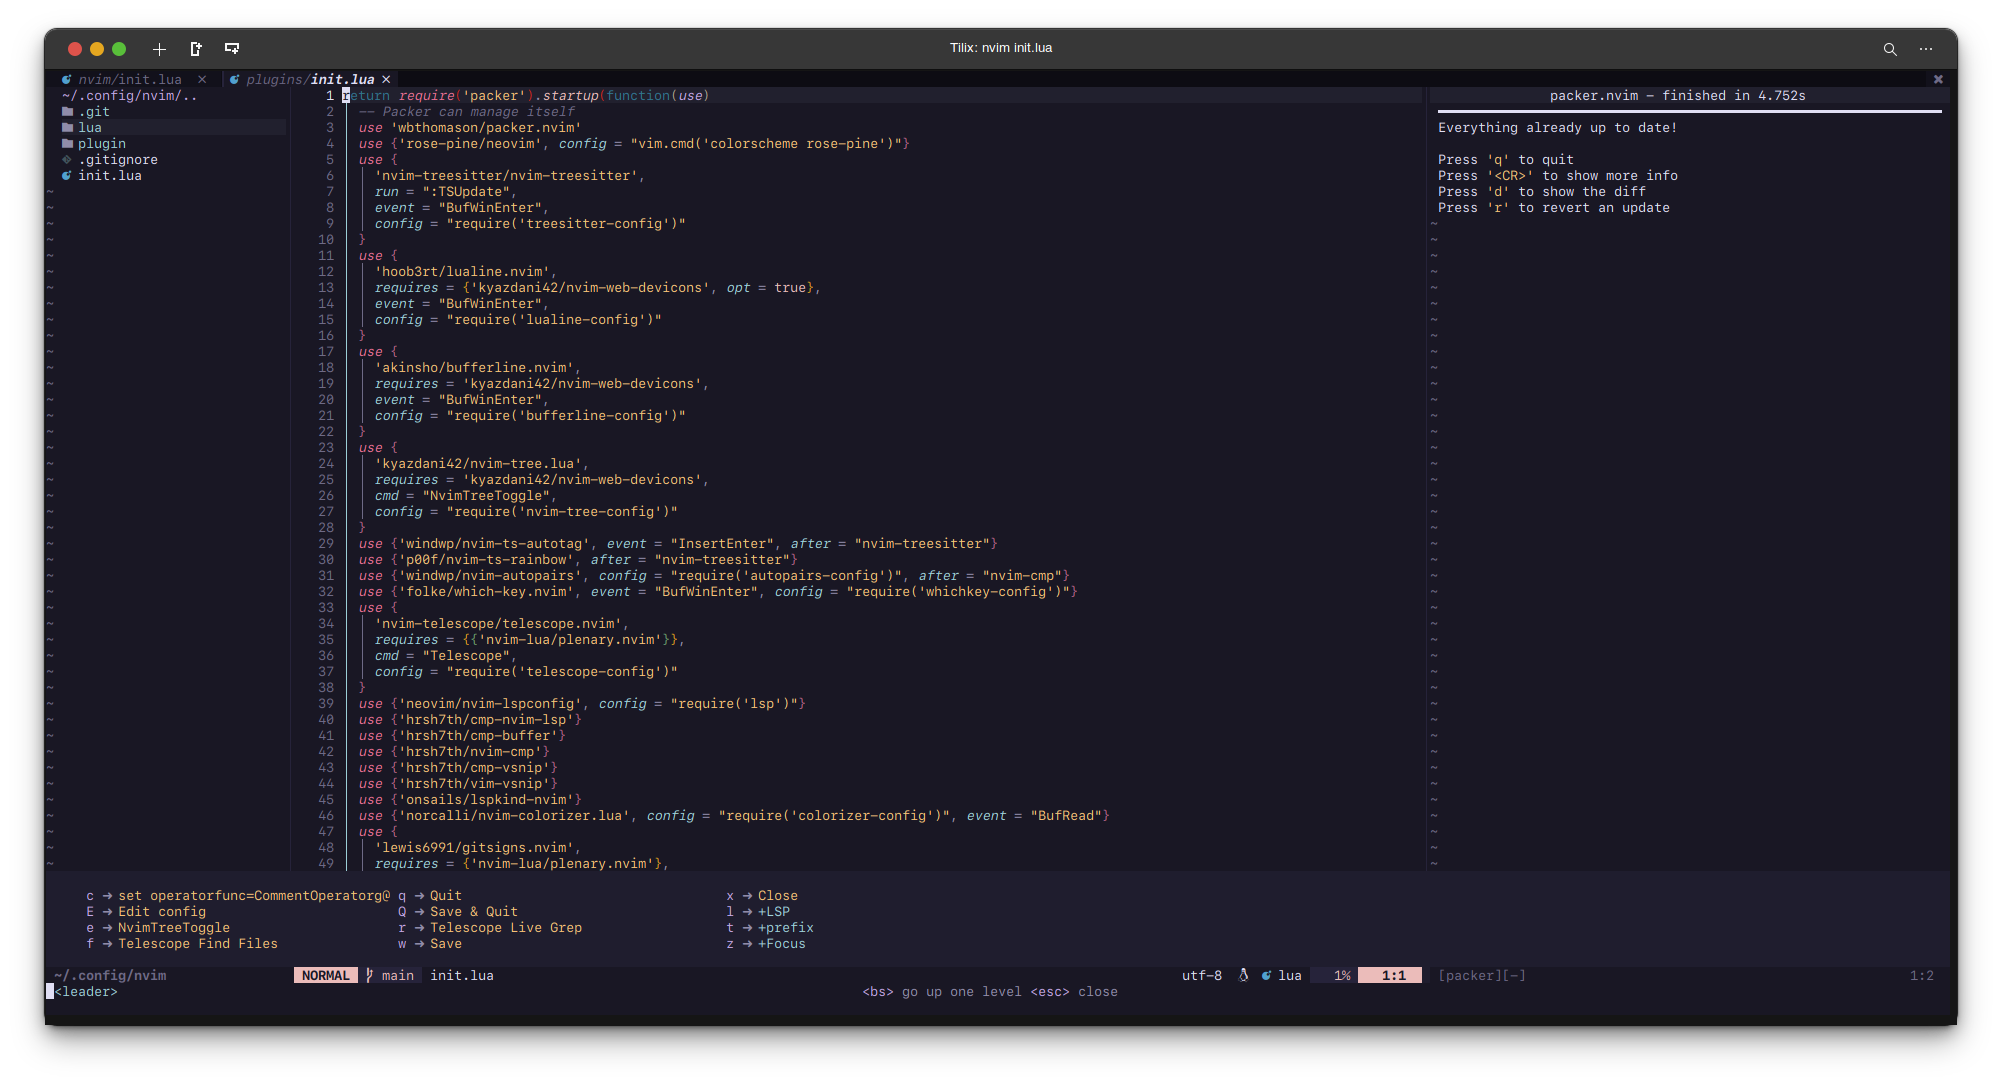 Tilix: nvim init.lua
nvim/init.lua ✕ plugins/init.lua ✕
~/.config/nvim/..
.git
lua
plugin
.gitignore
init.lua
1 return require('packer').startup(function(use)
2 -- Packer can manage itself
3 use 'wbthomason/packer.nvim'
4 use {'rose-pine/neovim', config = "vim.cmd('colorscheme rose-pine')"}
5 use {
6 'nvim-treesitter/nvim-treesitter',
7 run = ":TSUpdate",
8 event = "BufWinEnter",
9 config = "require('treesitter-config')"
10 }
11 use {
12 'hoob3rt/lualine.nvim',
13 requires = {'kyazdani42/nvim-web-devicons', opt = true},
14 event = "BufWinEnter",
15 config = "require('lualine-config')"
16 }
17 use {
18 'akinsho/bufferline.nvim',
19 requires = 'kyazdani42/nvim-web-devicons',
20 event = "BufWinEnter",
21 config = "require('bufferline-config')"
22 }
23 use {
24 'kyazdani42/nvim-tree.lua',
25 requires = 'kyazdani42/nvim-web-devicons',
26 cmd = "NvimTreeToggle",
27 config = "require('nvim-tree-config')"
28 }
29 use {'windwp/nvim-ts-autotag', event = "InsertEnter", after = "nvim-treesitter"}
30 use {'p00f/nvim-ts-rainbow', after = "nvim-treesitter"}
31 use {'windwp/nvim-autopairs', config = "require('autopairs-config')", after = "nvim-cmp"}
32 use {'folke/which-key.nvim', event = "BufWinEnter", config = "require('whichkey-config')"}
33 use {
34 'nvim-telescope/telescope.nvim',
35 requires = {{'nvim-lua/plenary.nvim'}},
36 cmd = "Telescope",
37 config = "require('telescope-config')"
38 }
39 use {'neovim/nvim-lspconfig', config = "require('lsp')"}
40 use {'hrsh7th/cmp-nvim-lsp'}
41 use {'hrsh7th/cmp-buffer'}
42 use {'hrsh7th/nvim-cmp'}
43 use {'hrsh7th/cmp-vsnip'}
44 use {'hrsh7th/vim-vsnip'}
45 use {'onsails/lspkind-nvim'}
46 use {'norcalli/nvim-colorizer.lua', config = "require('colorizer-config')", event = "BufRead"}
47 use {
48 'lewis6991/gitsigns.nvim',
49 requires = {'nvim-lua/plenary.nvim'},
packer.nvim - finished in 4.752s
Everything already up to date!
Press 'q' to quit
Press '<CR>' to show more info
Press 'd' to show the diff
Press 'r' to revert an update
c → set operatorfunc=CommentOperatorg@ q → Quit x → Close
E → Edit config Q → Save & Quit l → +LSP
e → NvimTreeToggle r → Telescope Live Grep t → +prefix
f → Telescope Find Files w → Save z → +Focus
~/.config/nvim NORMAL main init.lua utf-8 lua 1% 1:1 [packer][-] 1:2
<leader> <bs> go up one level <esc> close